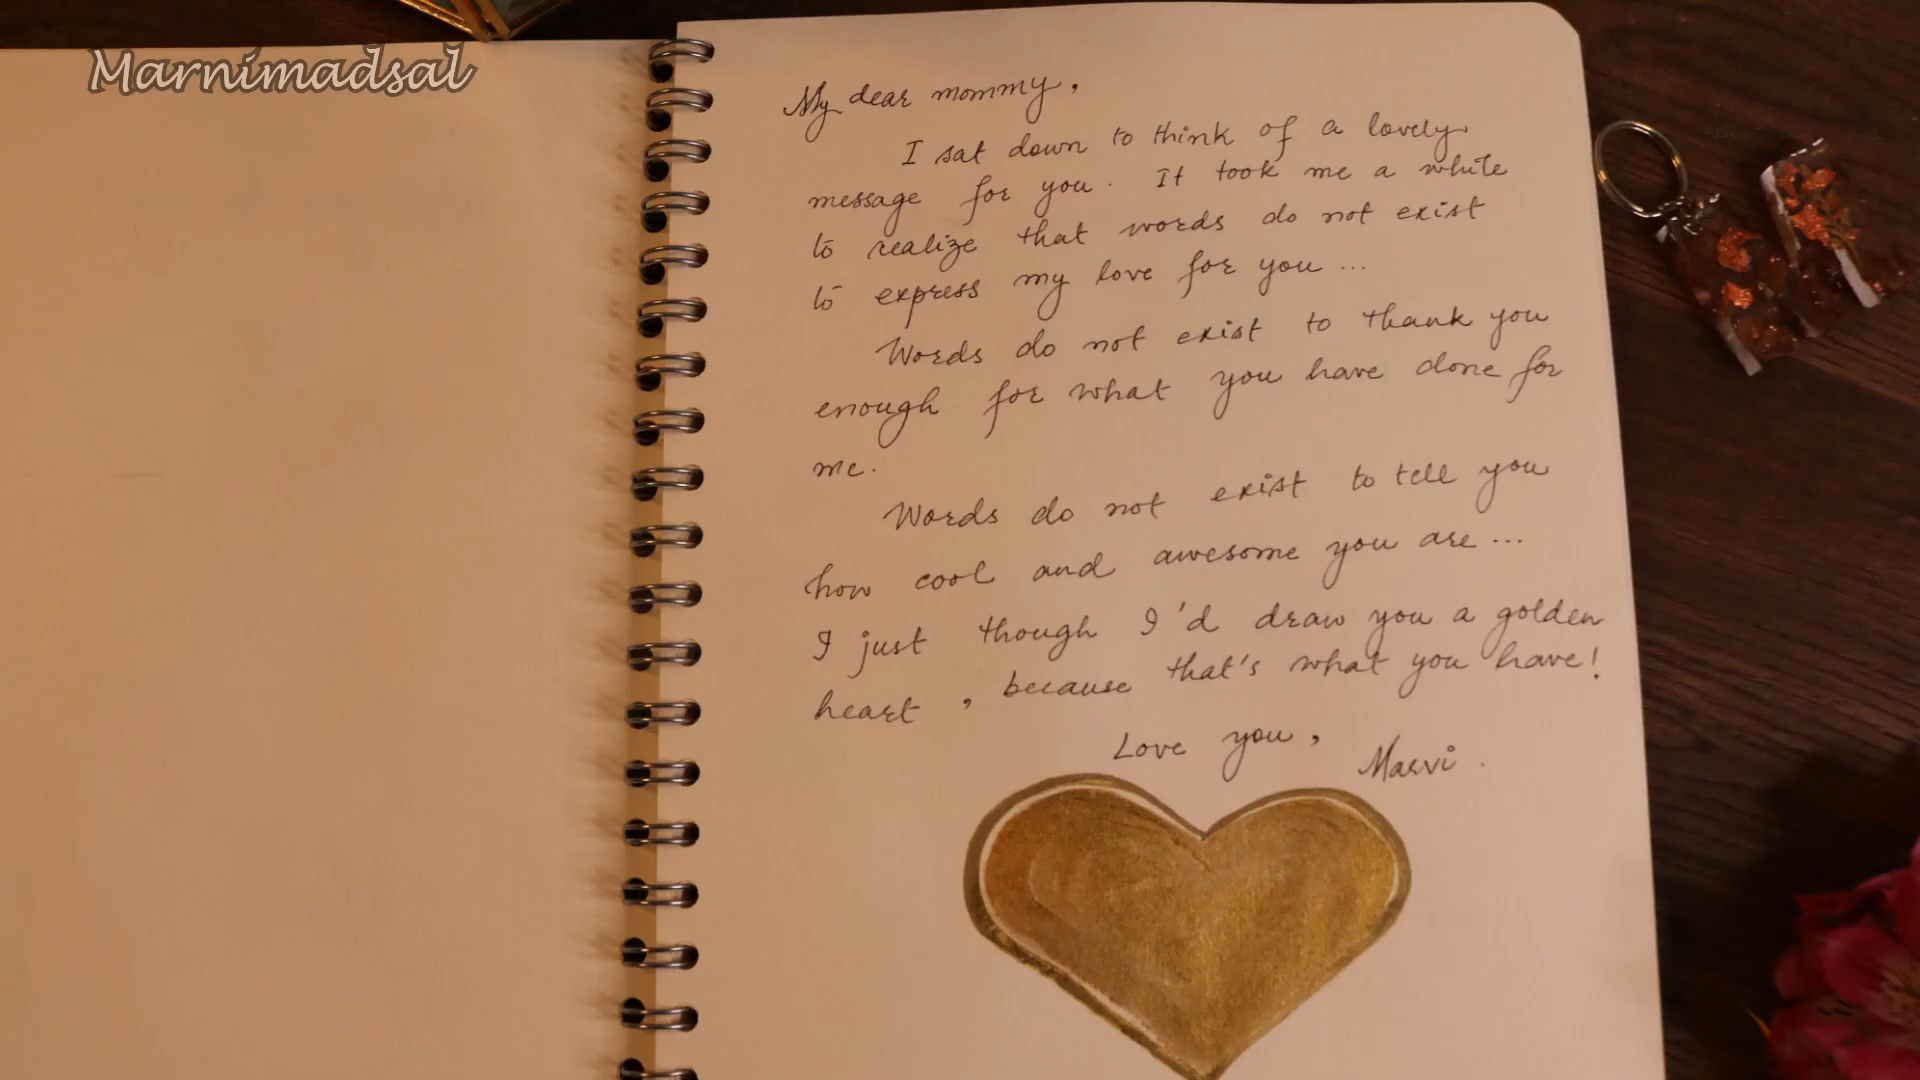 Marnimadsal
My dear mommy,
I sat down to think of a lovely
message for you. It took me a white
to realize that words do not exist
to express my love for you ...
Words do not exist to thank you
enough for what you have done for
me.
Words do not exist to tell you
how cool and awesome you are ...
I just though I'd draw you a golden
heart , because that's what you have!
Love you,
Marvi .